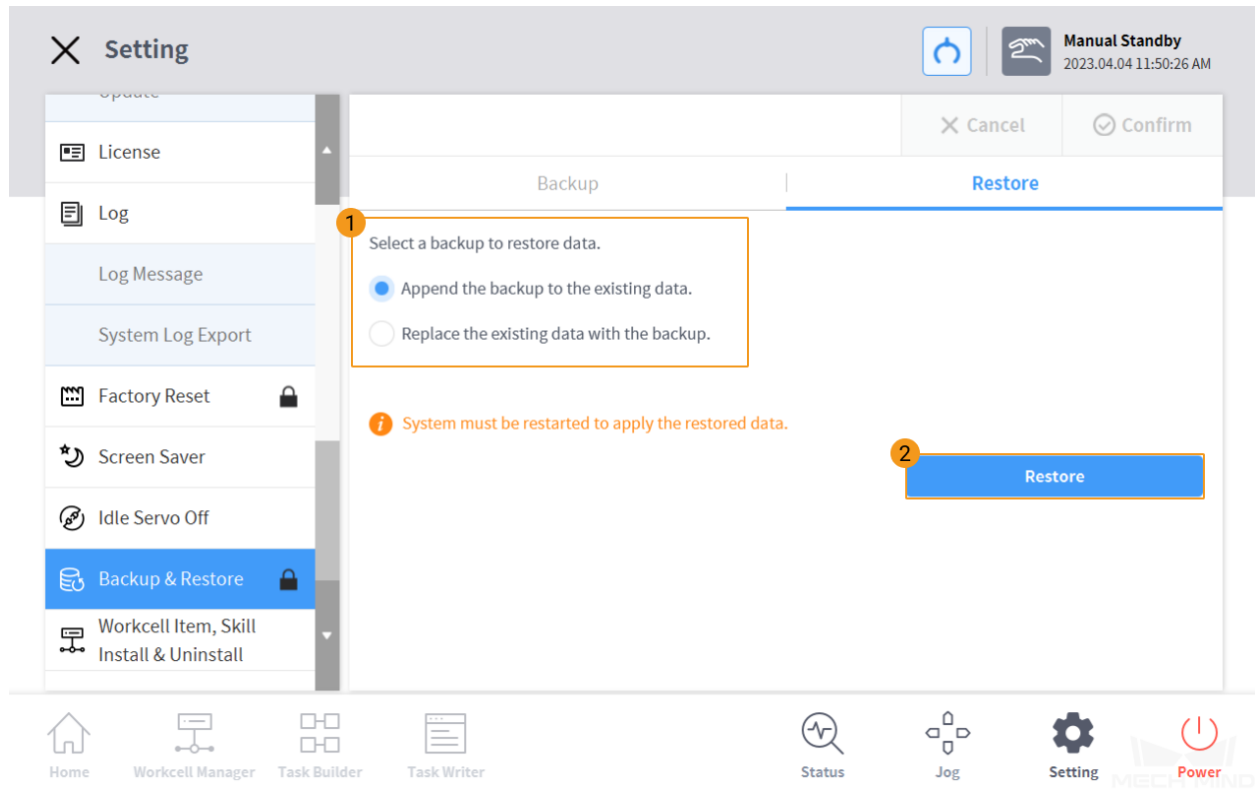 Setting
Manual Standby
2023.04.04 11:50:26 AM
Update
License
Log
Log Message
System Log Export
Factory Reset
Screen Saver
Idle Servo Off
Backup & Restore
Workcell Item, Skill
Install & Uninstall
Cancel
Confirm
Backup
Restore
1
Select a backup to restore data.
Append the backup to the existing data.
Replace the existing data with the backup.
System must be restarted to apply the restored data.
2
Restore
Home
Workcell Manager
Task Builder
Task Writer
Status
Jog
Setting
Power
MECH MIND